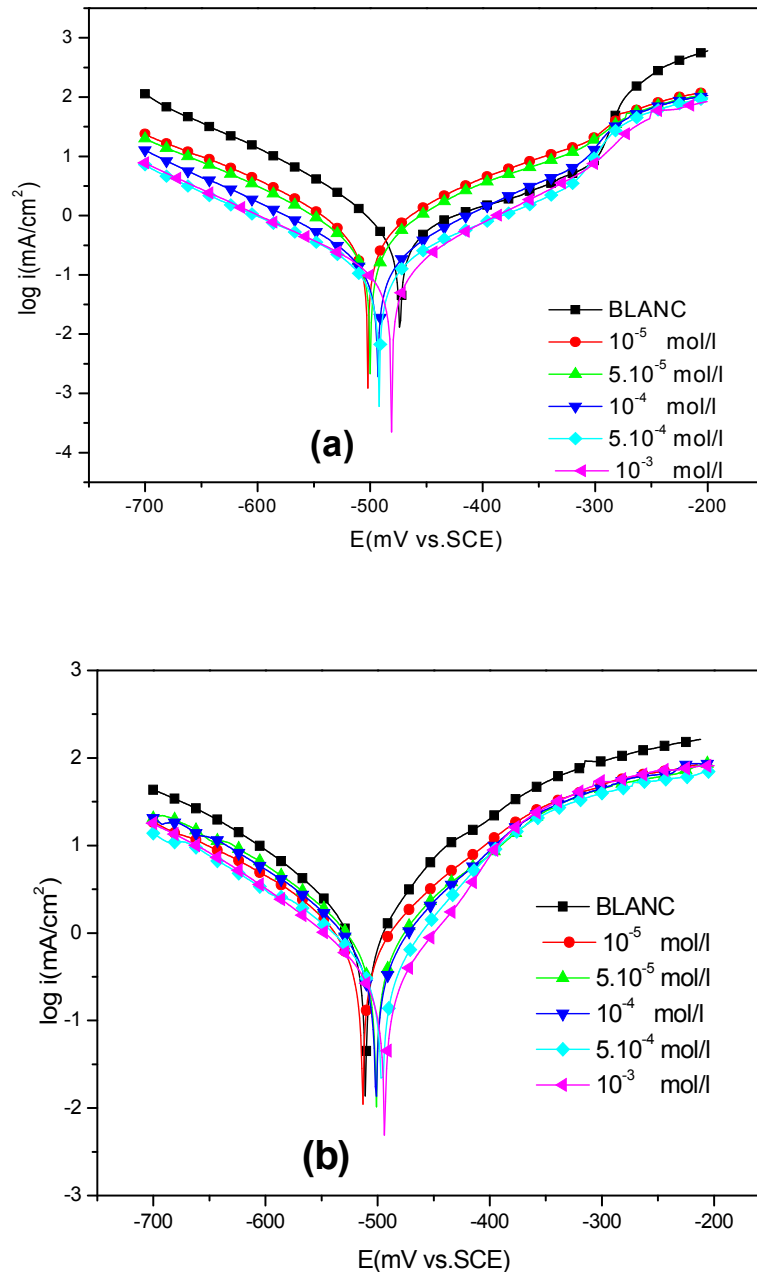 3
2
1
0
-1
-2
-3
-4
log i(mA/cm²)
-700 -600 -500 -400 -300 -200
E(mV vs.SCE)
(a)
BLANC
10⁻⁵ mol/l
5.10⁻⁵ mol/l
10⁻⁴ mol/l
5.10⁻⁴ mol/l
10⁻³ mol/l
3
2
1
0
-1
-2
-3
log i(mA/cm²)
-700 -600 -500 -400 -300 -200
E(mV vs.SCE)
(b)
BLANC
10⁻⁵ mol/l
5.10⁻⁵ mol/l
10⁻⁴ mol/l
5.10⁻⁴ mol/l
10⁻³ mol/l